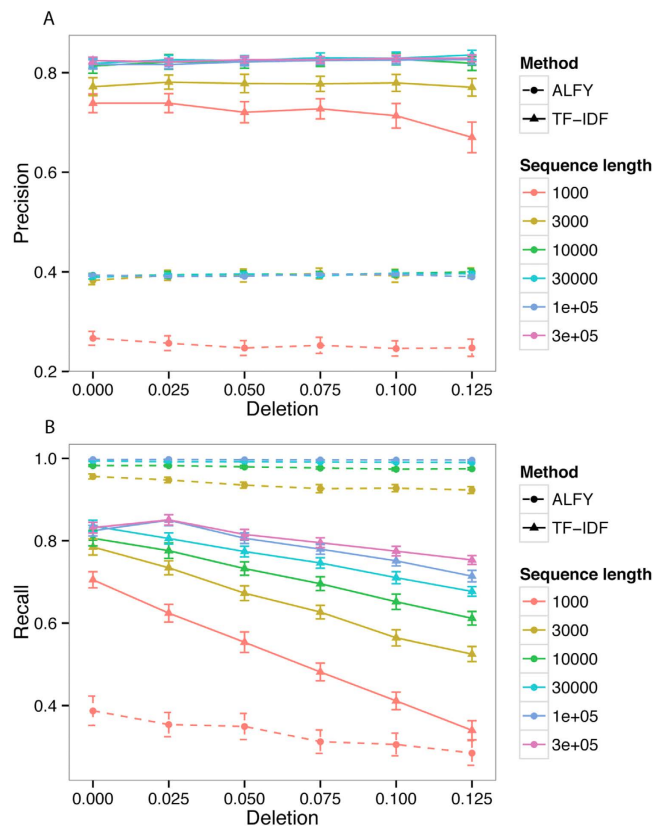 A
Precision
0.8
0.6
0.4
0.2
0.000 0.025 0.050 0.075 0.100 0.125
Deletion
Method
ALFY
TF-IDF
Sequence length
1000
3000
10000
30000
1e+05
3e+05
B
Recall
1.0
0.8
0.6
0.4
0.000 0.025 0.050 0.075 0.100 0.125
Deletion
Method
ALFY
TF-IDF
Sequence length
1000
3000
10000
30000
1e+05
3e+05